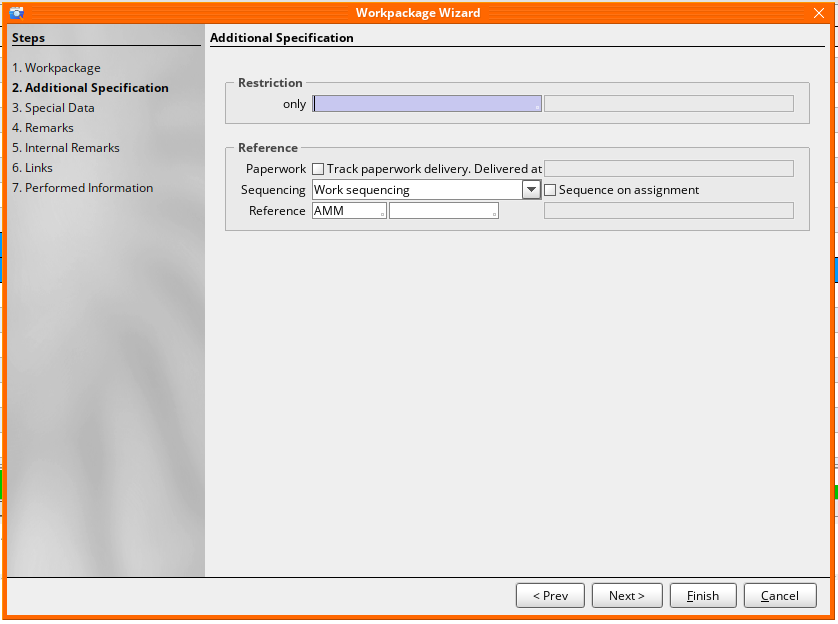 Workpackage Wizard
Steps
1. Workpackage
2. Additional Specification
3. Special Data
4. Remarks
5. Internal Remarks
6. Links
7. Performed Information
Additional Specification
Restriction
only
Reference
Paperwork Track paperwork delivery. Delivered at
Sequencing Work sequencing Sequence on assignment
Reference AMM
< Prev Next > Finish Cancel